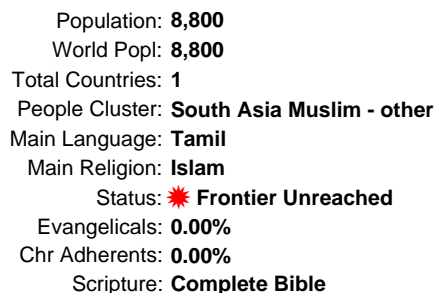 Population: 8,800
World Popl: 8,800
Total Countries: 1
People Cluster: South Asia Muslim - other
Main Language: Tamil
Main Religion: Islam
Status: Frontier Unreached
Evangelicals: 0.00%
Chr Adherents: 0.00%
Scripture: Complete Bible